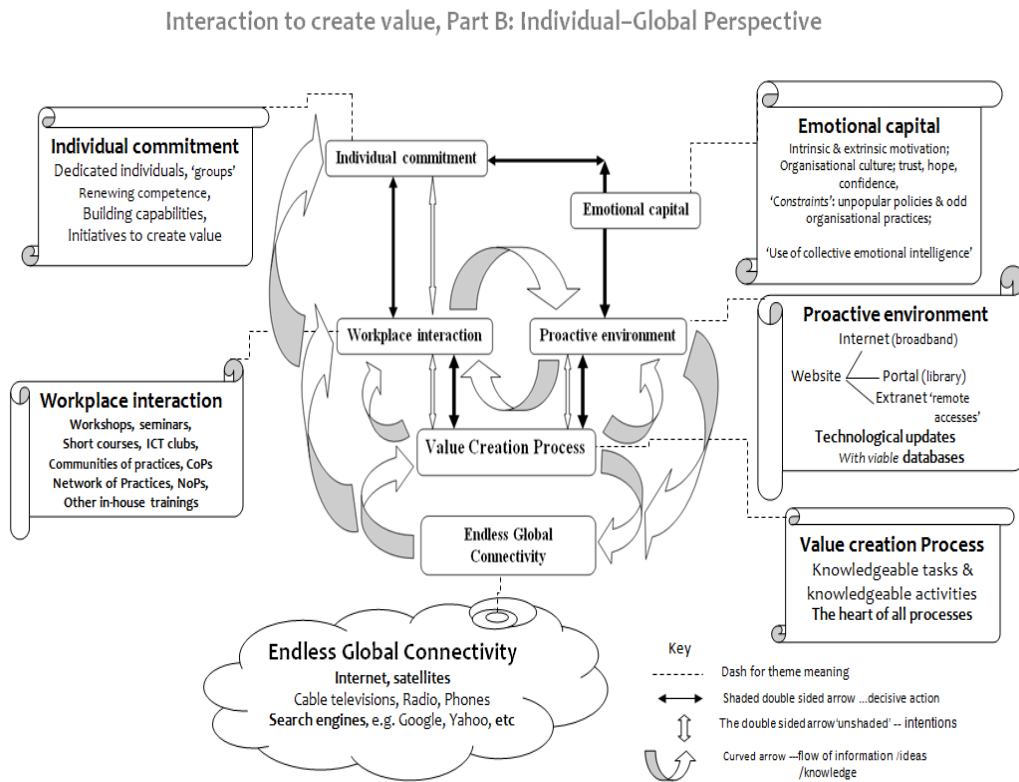 Interaction to create value, Part B: Individual–Global Perspective
Individual commitment
Dedicated individuals, ‘groups’
Renewing competence,
Building capabilities,
Initiatives to create value
Individual commitment
Emotional capital
Emotional capital
Intrinsic & extrinsic motivation;
Organisational culture; trust, hope,
confidence,
‘Constraints’: unpopular policies & odd
organisational practices;
‘Use of collective emotional intelligence’
Workplace interaction
Proactive environment
Proactive environment
Internet (broadband)
Website
Portal (library)
Extranet ‘remote
accesses’
Technological updates
With viable databases
Workplace interaction
Workshops, seminars,
Short courses, ICT clubs,
Communities of practices, CoPs
Network of Practices, NoPs,
Other in-house trainings
Value Creation Process
Endless Global
Connectivity
Value creation Process
Knowledgeable tasks &
knowledgeable activities
The heart of all processes
Endless Global Connectivity
Internet, satellites
Cable televisions, Radio, Phones
Search engines, e.g. Google, Yahoo, etc
Key
Dash for theme meaning
Shaded double sided arrow ...decisive action
The double sided arrow ‘unshaded’ -- intentions
Curved arrow ---flow of information /ideas
/knowledge